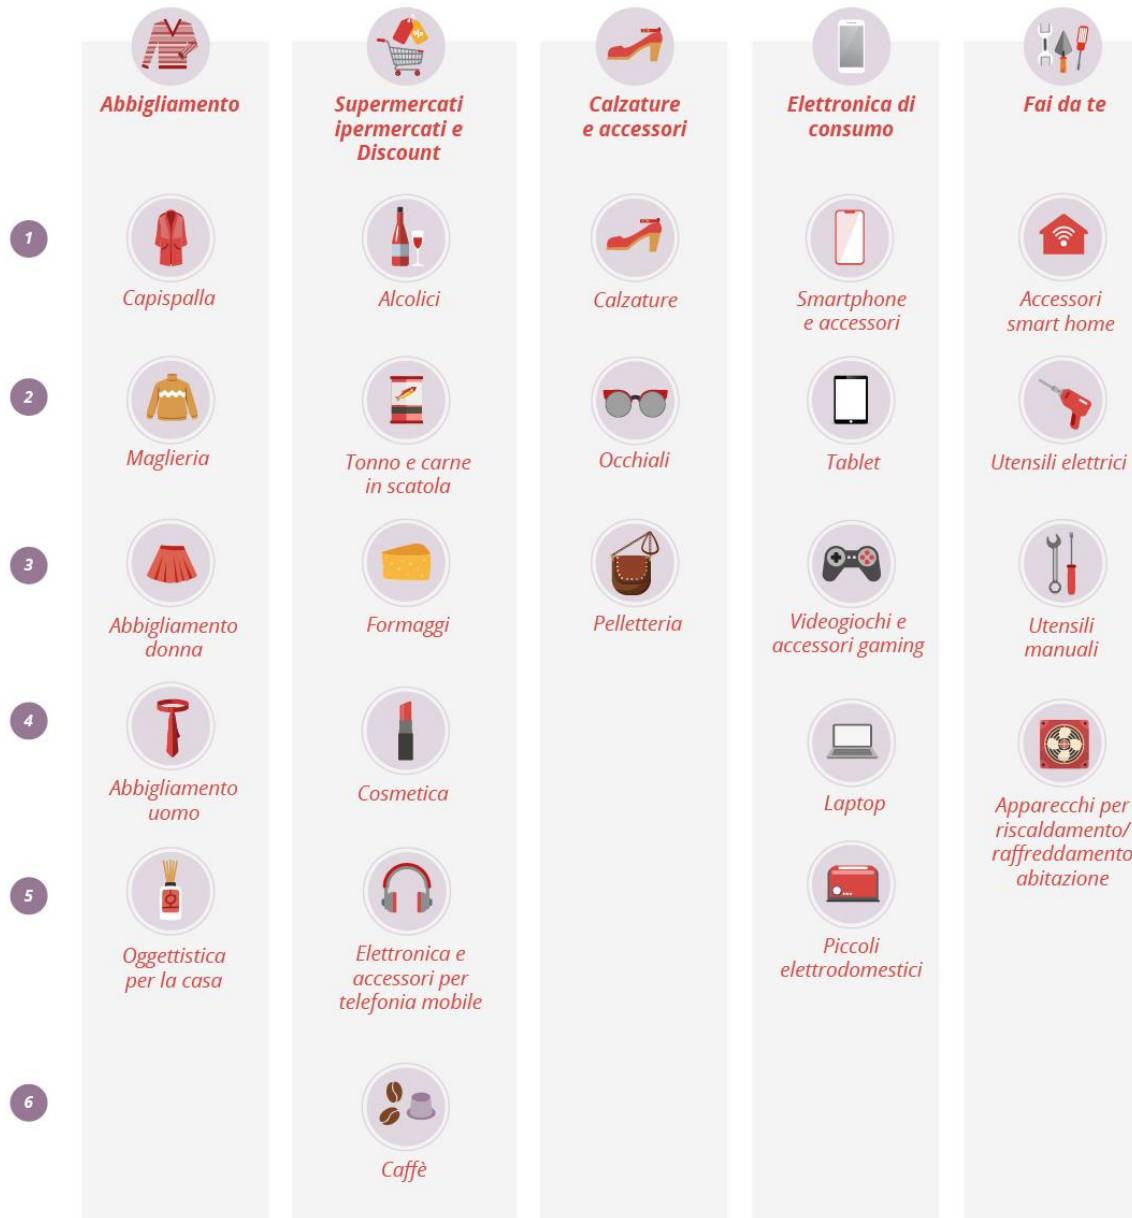 Abbigliamento
Supermercati
ipermercati e
Discount
Calzature
e accessori
Elettronica di
consumo
Fai da te
1
Capispalla
Alcolici
Calzature
Smartphone
e accessori
Accessori
smart home
2
Maglieria
Tonno e carne
in scatola
Occhiali
Tablet
Utensili elettrici
3
Abbigliamento
donna
Formaggi
Pelletteria
Videogiochi e
accessori gaming
Utensili
manuali
4
Abbigliamento
uomo
Cosmetica
Laptop
Apparecchi per
riscaldamento/
raffreddamento
abitazione
5
Oggettistica
per la casa
Elettronica e
accessori per
telefonia mobile
Piccoli
elettrodomestici
6
Caffè